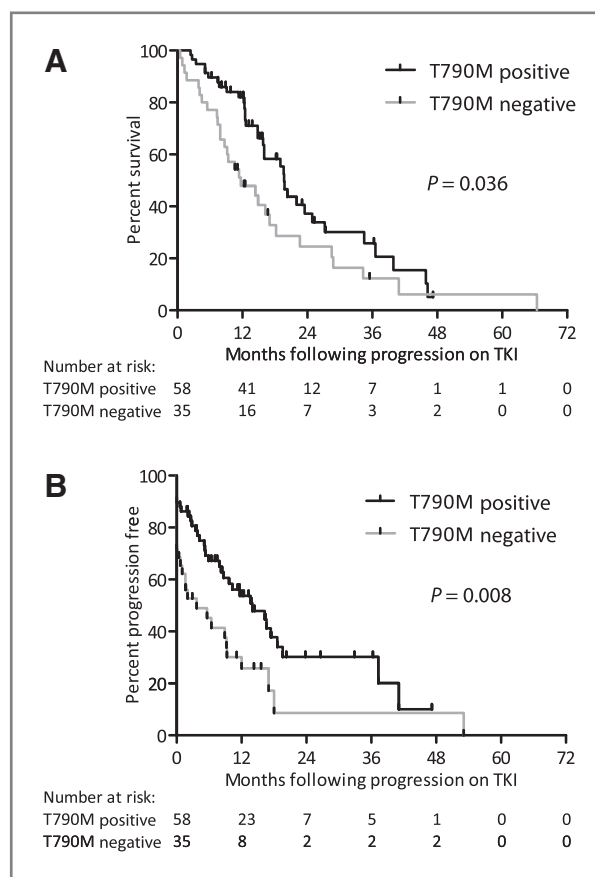 A
100
80
60
40
20
0
Percent survival
T790M positive
T790M negative
P = 0.036
0 12 24 36 48 60 72
Months following progression on TKI
Number at risk:
T790M positive 58 41 12 7 1 1 0
T790M negative 35 16 7 3 2 0 0
B
100
80
60
40
20
0
Percent progression free
T790M positive
T790M negative
P = 0.008
0 12 24 36 48 60 72
Months following progression on TKI
Number at risk:
T790M positive 58 23 7 5 1 0 0
T790M negative 35 8 2 2 2 0 0